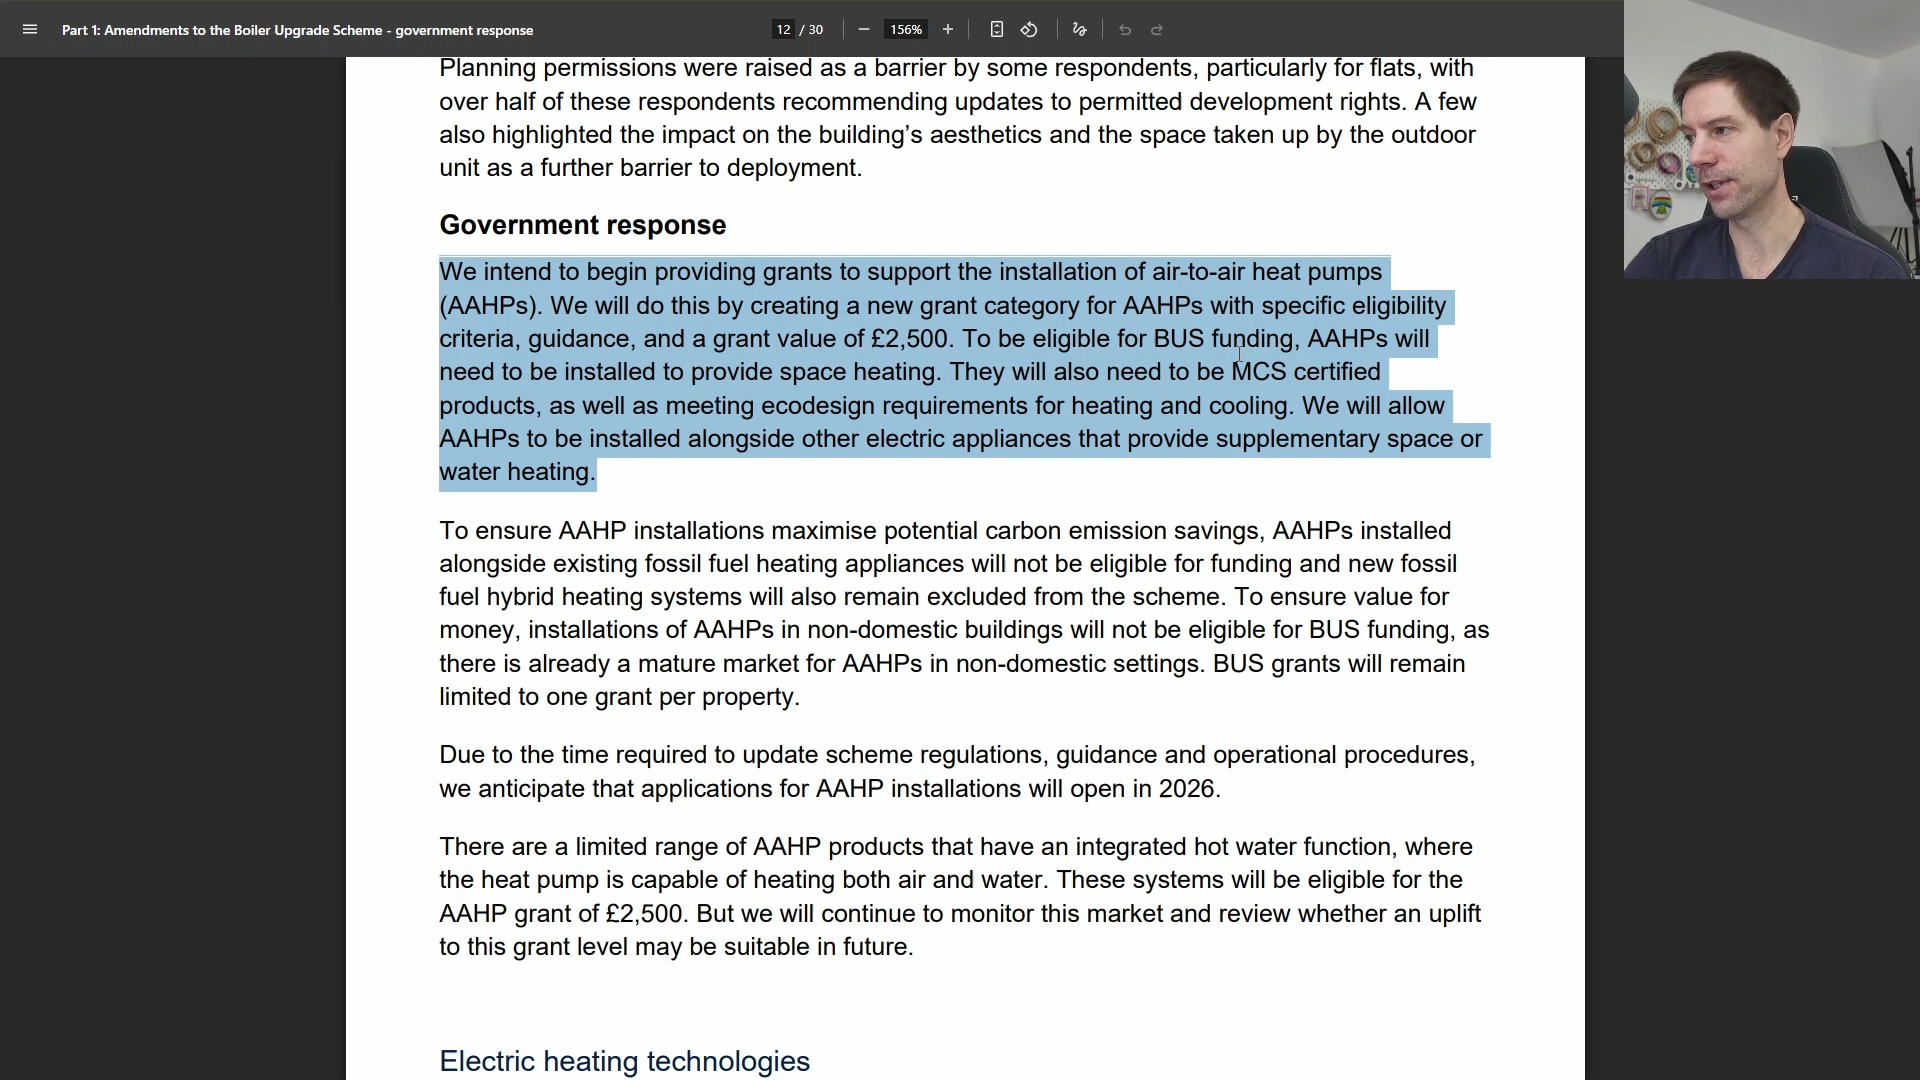 Part 1: Amendments to the Boiler Upgrade Scheme - government response
12 / 30
156%
Planning permissions were raised as a barrier by some respondents, particularly for flats, with
over half of these respondents recommending updates to permitted development rights. A few
also highlighted the impact on the building’s aesthetics and the space taken up by the outdoor
unit as a further barrier to deployment.
Government response
We intend to begin providing grants to support the installation of air-to-air heat pumps
(AAHPs). We will do this by creating a new grant category for AAHPs with specific eligibility
criteria, guidance, and a grant value of £2,500. To be eligible for BUS funding, AAHPs will
need to be installed to provide space heating. They will also need to be MCS certified
products, as well as meeting ecodesign requirements for heating and cooling. We will allow
AAHPs to be installed alongside other electric appliances that provide supplementary space or
water heating.
To ensure AAHP installations maximise potential carbon emission savings, AAHPs installed
alongside existing fossil fuel heating appliances will not be eligible for funding and new fossil
fuel hybrid heating systems will also remain excluded from the scheme. To ensure value for
money, installations of AAHPs in non-domestic buildings will not be eligible for BUS funding, as
there is already a mature market for AAHPs in non-domestic settings. BUS grants will remain
limited to one grant per property.
Due to the time required to update scheme regulations, guidance and operational procedures,
we anticipate that applications for AAHP installations will open in 2026.
There are a limited range of AAHP products that have an integrated hot water function, where
the heat pump is capable of heating both air and water. These systems will be eligible for the
AAHP grant of £2,500. But we will continue to monitor this market and review whether an uplift
to this grant level may be suitable in future.
Electric heating technologies